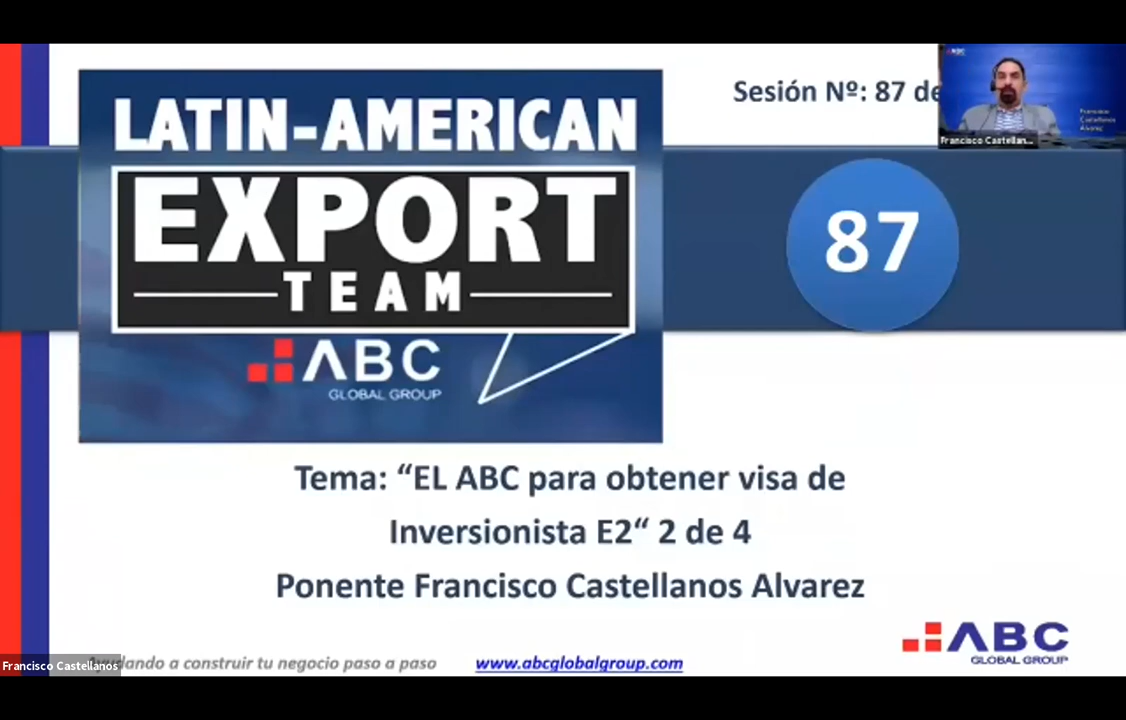 Sesión Nº: 87 de
ABC
Francisco
Castellanos
Alvarez
Francisco Castellan...
LATIN-AMERICAN
EXPORT
TEAM
87
ABC
GLOBAL GROUP
Tema: “EL ABC para obtener visa de
Inversionista E2“ 2 de 4
Ponente Francisco Castellanos Alvarez
ABC
GLOBAL GROUP
Francisco Castellanos
a construir tu negocio paso a paso
www.abcglobalgroup.com